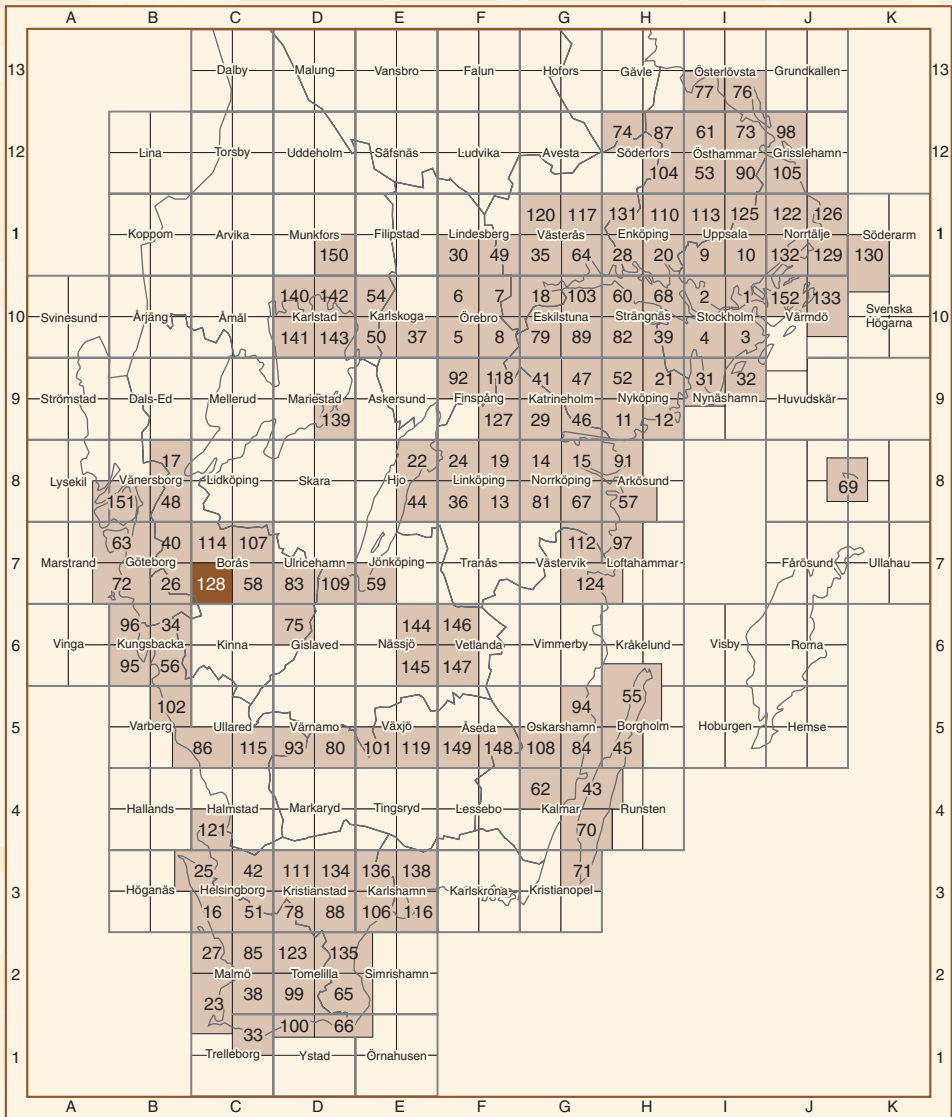 A B C D E F G H I J K
13 Dalby Malung Vansbro Falun Hofors Gävle Österlövsta Grundkallen 13
77 76
74 87 61 73 98
12 Lina Torsby Uddeholm Säfsnäs Ludvika Avesta Söderfors Östhammar Grisslehamn 12
104 53 90 105
120 117 131 110 113 125 122 126
1 Koppom Arvika Munkfors Filipstad Lindesberg Västerås Enköping Uppsala Norrtälje Söderarm 1
150 30 49 35 64 28 20 9 10 132 129 130
140 142 54 6 7 18 103 60 68 2 1 152 133
10 Svinesund Årjäng Åmål Karlstad Karlskoga Örebro Eskilstuna Strängnäs Stockholm Värmdö Svenska Högarna 10
141 143 50 37 5 8 79 89 82 39 4 3
92 118 41 47 52 21 31 32
9 Strömstad Dals-Ed Mellerud Mariestad Askersund Finspång Katrineholm Nyköping Nynäshamn Huvudskär 9
139 127 29 46 11 12
17 22 24 19 14 15 91
8 Lysekil Vänersborg Lidköping Skara Hjo Linköping Norrköping Arkösund 69 8
151 48 44 36 13 81 67 57
63 40 114 107 112 97
7 Marstrand Göteborg Borås Ulricehamn Jönköping Tranås Västervik Loftahammar Fårösund Ullahau 7
72 26 128 58 83 109 59 124
96 34 75 144 146
6 Vinga Kungsbacka Kinna Gislaved Nässjö Vetlanda Vimmerby Kråkelund Visby Roma 6
95 56 145 147
102 94 55
5 Varberg Ullared Värnamo Växjö Åseda Oskarshamn Borgholm Hoburgen Hemse 5
86 115 93 80 101 119 149 148 108 84 45
62 43
4 Hallands Halmstad Markaryd Tingsryd Lessebo Kalmar Runsten 4
121 70
25 42 111 134 136 138 71
3 Höganäs Helsingborg Kristianstad Karlshamn Karlskrona Kristianopel 3
16 51 78 88 106 116
27 85 123 135
2 Malmö Tomelilla Simrishamn 2
23 38 99 65
33 100 66
1 Trelleborg Ystad Örnahusen 1
A B C D E F G H I J K